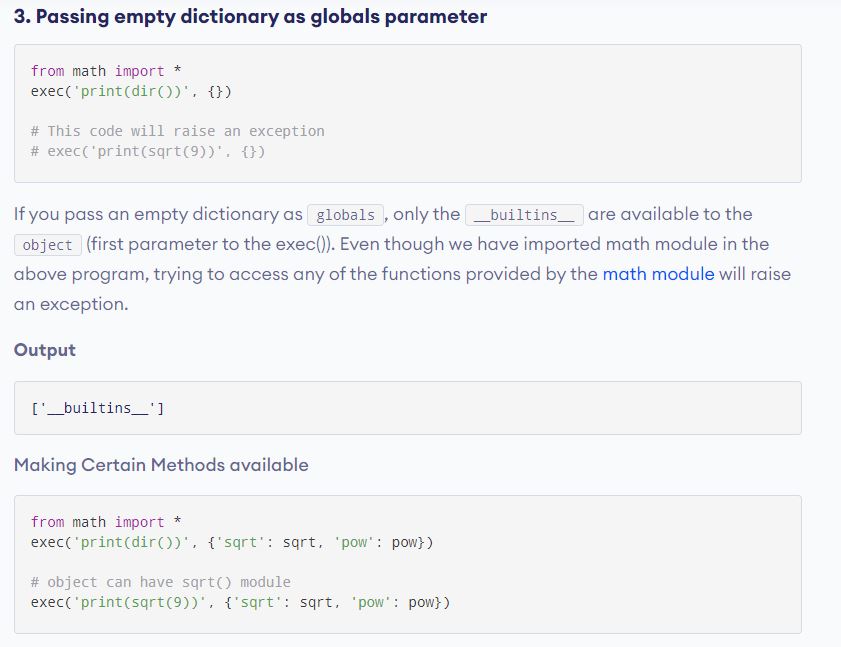 3. Passing empty dictionary as globals parameter
from math import *
exec('print(dir())', {})
# This code will raise an exception
# exec('print(sqrt(9))', {})
If you pass an empty dictionary as globals , only the __builtins__ are available to the
object (first parameter to the exec()). Even though we have imported math module in the
above program, trying to access any of the functions provided by the math module will raise
an exception.
Output
['__builtins__']
Making Certain Methods available
from math import *
exec('print(dir())', {'sqrt': sqrt, 'pow': pow})
# object can have sqrt() module
exec('print(sqrt(9))', {'sqrt': sqrt, 'pow': pow})